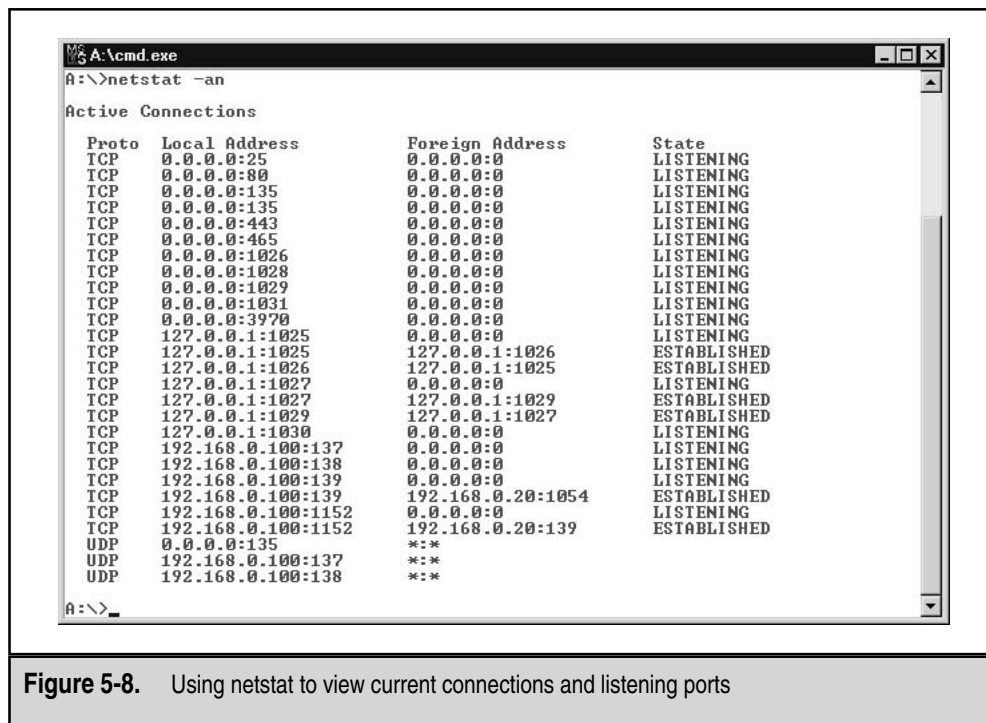 A:\cmd.exe
A:\>netstat -an
Active Connections
Proto Local Address Foreign Address State
TCP 0.0.0.0:25 0.0.0.0:0 LISTENING
TCP 0.0.0.0:80 0.0.0.0:0 LISTENING
TCP 0.0.0.0:135 0.0.0.0:0 LISTENING
TCP 0.0.0.0:135 0.0.0.0:0 LISTENING
TCP 0.0.0.0:443 0.0.0.0:0 LISTENING
TCP 0.0.0.0:465 0.0.0.0:0 LISTENING
TCP 0.0.0.0:1026 0.0.0.0:0 LISTENING
TCP 0.0.0.0:1028 0.0.0.0:0 LISTENING
TCP 0.0.0.0:1029 0.0.0.0:0 LISTENING
TCP 0.0.0.0:1031 0.0.0.0:0 LISTENING
TCP 0.0.0.0:3970 0.0.0.0:0 LISTENING
TCP 127.0.0.1:1025 0.0.0.0:0 LISTENING
TCP 127.0.0.1:1025 127.0.0.1:1026 ESTABLISHED
TCP 127.0.0.1:1026 127.0.0.1:1025 ESTABLISHED
TCP 127.0.0.1:1027 0.0.0.0:0 LISTENING
TCP 127.0.0.1:1027 127.0.0.1:1029 ESTABLISHED
TCP 127.0.0.1:1029 127.0.0.1:1027 ESTABLISHED
TCP 127.0.0.1:1030 0.0.0.0:0 LISTENING
TCP 192.168.0.100:137 0.0.0.0:0 LISTENING
TCP 192.168.0.100:138 0.0.0.0:0 LISTENING
TCP 192.168.0.100:139 0.0.0.0:0 LISTENING
TCP 192.168.0.100:139 192.168.0.20:1054 ESTABLISHED
TCP 192.168.0.100:1152 0.0.0.0:0 LISTENING
TCP 192.168.0.100:1152 192.168.0.20:139 ESTABLISHED
UDP 0.0.0.0:135 *:*
UDP 192.168.0.100:137 *:*
UDP 192.168.0.100:138 *:*
A:\>_
Figure 5-8. Using netstat to view current connections and listening ports